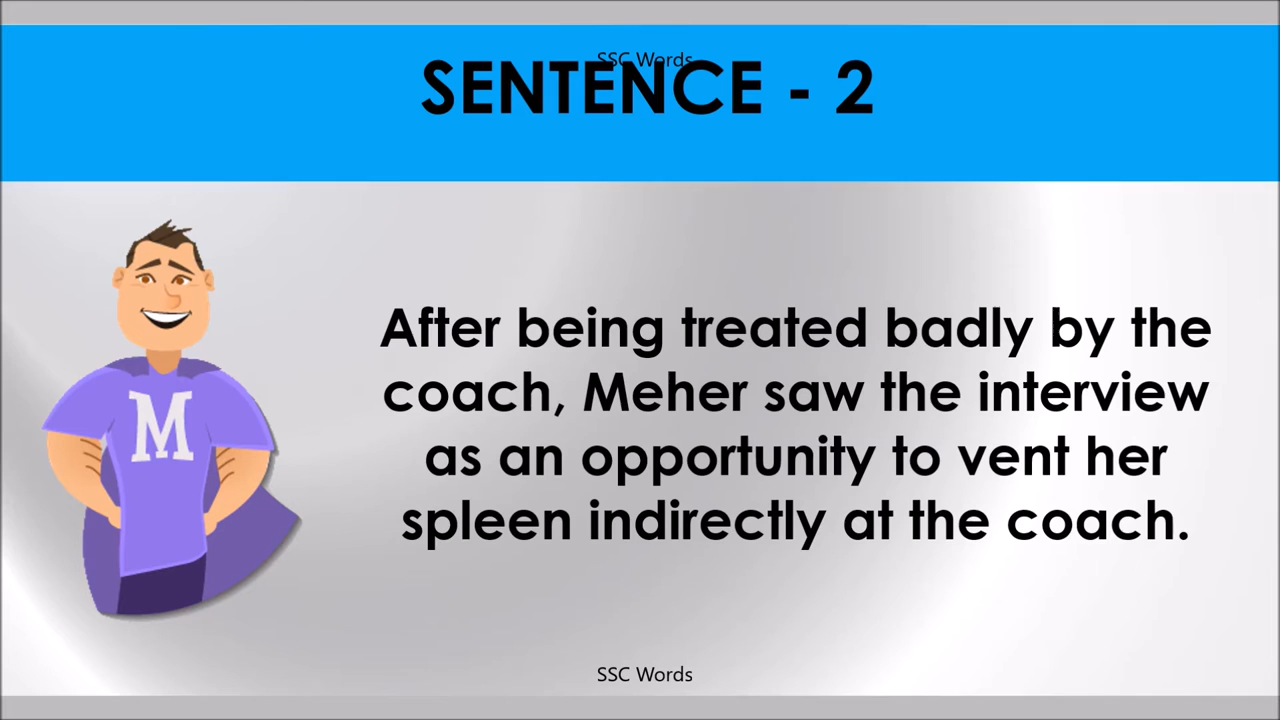 SSC Words
SENTENCE - 2
M
After being treated badly by the
coach, Meher saw the interview
as an opportunity to vent her
spleen indirectly at the coach.
SSC Words